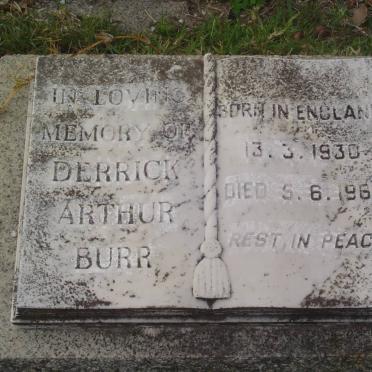 IN LOVING
MEMORY OF
DERRICK
ARTHUR
BURR
BORN IN ENGLAN
13. 3. 1930
DIED 5. 6. 196
REST IN PEAC